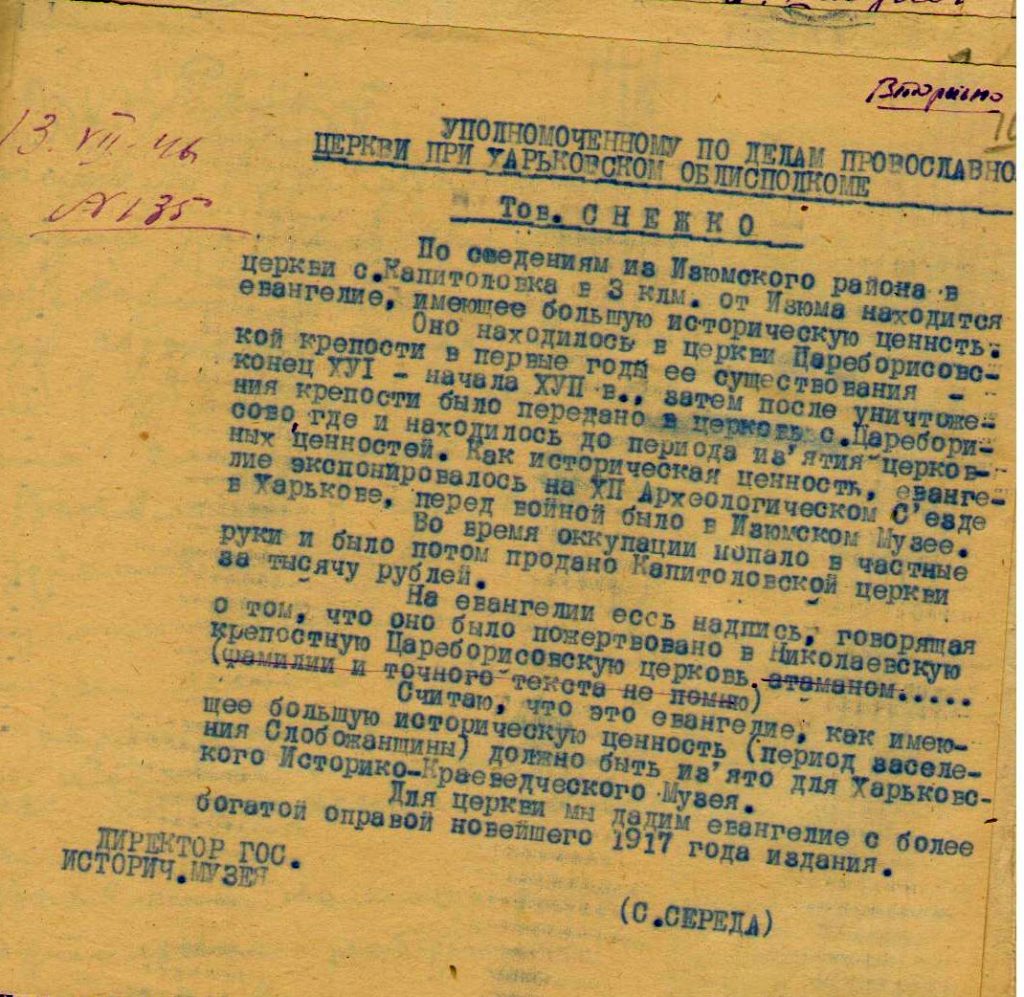 Вторично
13.VII.46
№135
УПОЛНОМОЧЕННОМУ ПО ДЕЛАМ ПРОВОСЛАВНО
ЦЕРКВИ ПРИ ХАРЬКОВСКОМ ОБЛИСПОЛКОМЕ
Тов. СНЕЖКО
По сведениям из Изюмского района в
церкви с.Капитоловка в 3 клм. от Изюма находится
евангелие, имеющее большую историческую ценнсть.
Оно находилось в церкви Цареборисовс-
кой крепости в первые годы ее существования -
конец ХУІ - начала ХУП в., затем после уничтоже-
ния крепости было передано в церковь с.Царебори-
сово,где и находилось до периода из'ятия церков-
ных ценностей. Как историческая ценность, еванге-
лие экспонировалось на ХП Археологическом С'езде
в Харькове, перед войной было в Изюмском Музее.
Во время оккупации попало в частные
руки и было потом продано Капитоловской церкви
за тысячу рублей.
На евангелии ессь надпись, говорящая
о том, что оно было пожертвовано в Николаевскую
крепостную Цареборисовскую церковь атаманом.....
(фамилии и точного текста не помню)
Считаю, что это евангелие, как имею-
щее большую историческую ценность (период заселе-
ния Слобожанщины) должно быть из'ято для Харьковс-
кого Историко-Краеведческого Музея.
Для церкви мы дадим евангелие с более
богатой оправой новейшего 1917 года издания.
ДИРЕКТОР ГОС.
ИСТОРИЧ.МУЗЕЯ
(С.СЕРЕДА)